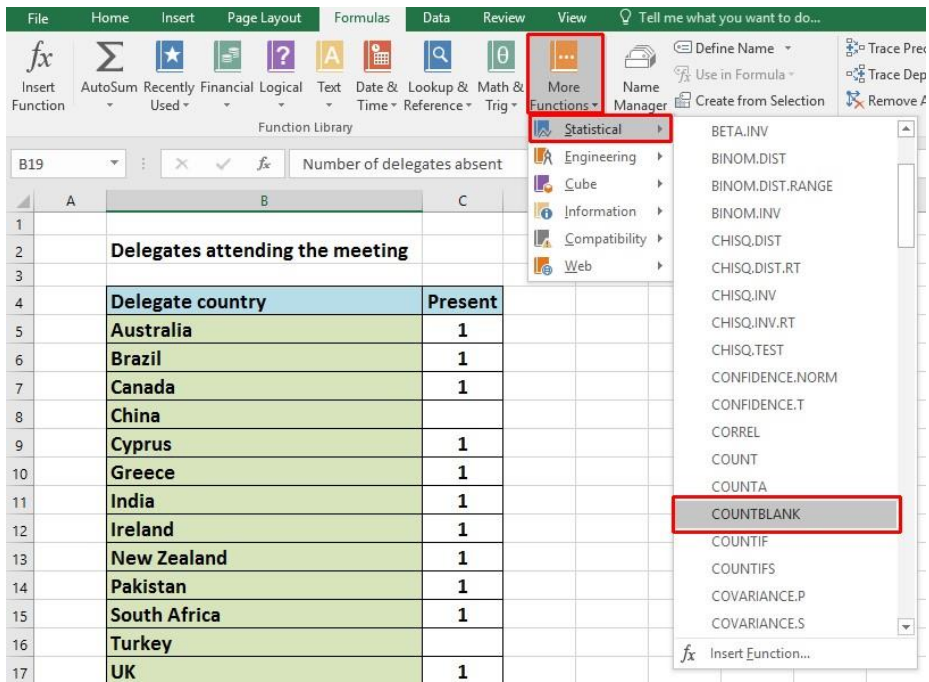 File Home Insert Page Layout Formulas Data Review View Tell me what you want to do...
fx Σ ? A θ
Insert Function
AutoSum
Recently Used
Financial
Logical
Text
Date & Time
Lookup & Reference
Math & Trig
More Functions
Name Manager
Define Name
Use in Formula
Create from Selection
Trace
Trace
Remove
Function Library
B19 fx Number of delegates absent
Statistical
Engineering
Cube
Information
Compatibility
Web
BETA.INV
BINOM.DIST
BINOM.DIST.RANGE
BINOM.INV
CHISQ.DIST
CHISQ.DIST.RT
CHISQ.INV
CHISQ.INV.RT
CHISQ.TEST
CONFIDENCE.NORM
CONFIDENCE.T
CORREL
COUNT
COUNTA
COUNTBLANK
COUNTIF
COUNTIFS
COVARIANCE.P
COVARIANCE.S
fx Insert Function...
A B C
1
2 Delegates attending the meeting
3
4 Delegate country Present
5 Australia 1
6 Brazil 1
7 Canada 1
8 China
9 Cyprus 1
10 Greece 1
11 India 1
12 Ireland 1
13 New Zealand 1
14 Pakistan 1
15 South Africa 1
16 Turkey
17 UK 1